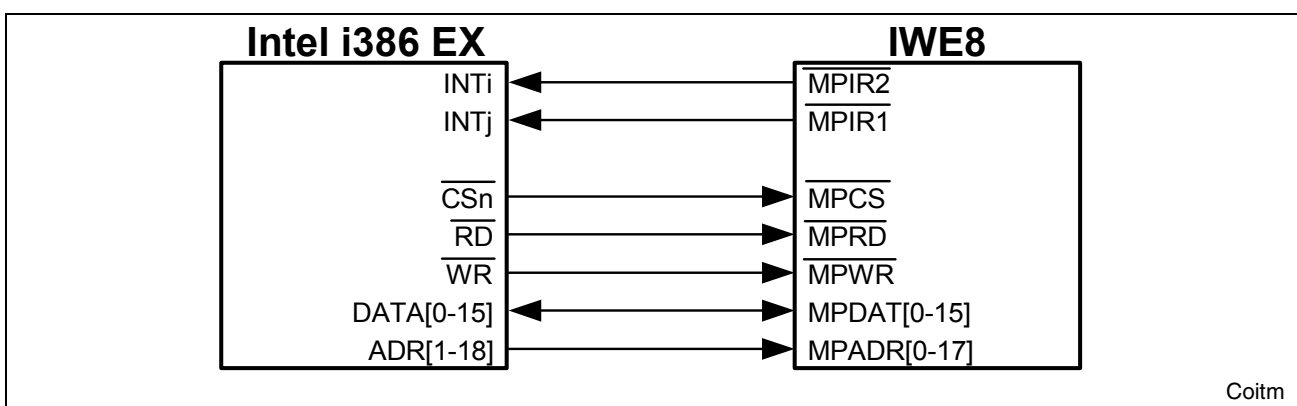 Intel i386 EX IWE8
INTi MPIR2
INTj MPIR1
CSn MPCS
RD MPRD
WR MPWR
DATA[0-15] MPDAT[0-15]
ADR[1-18] MPADR[0-17]
Coitm